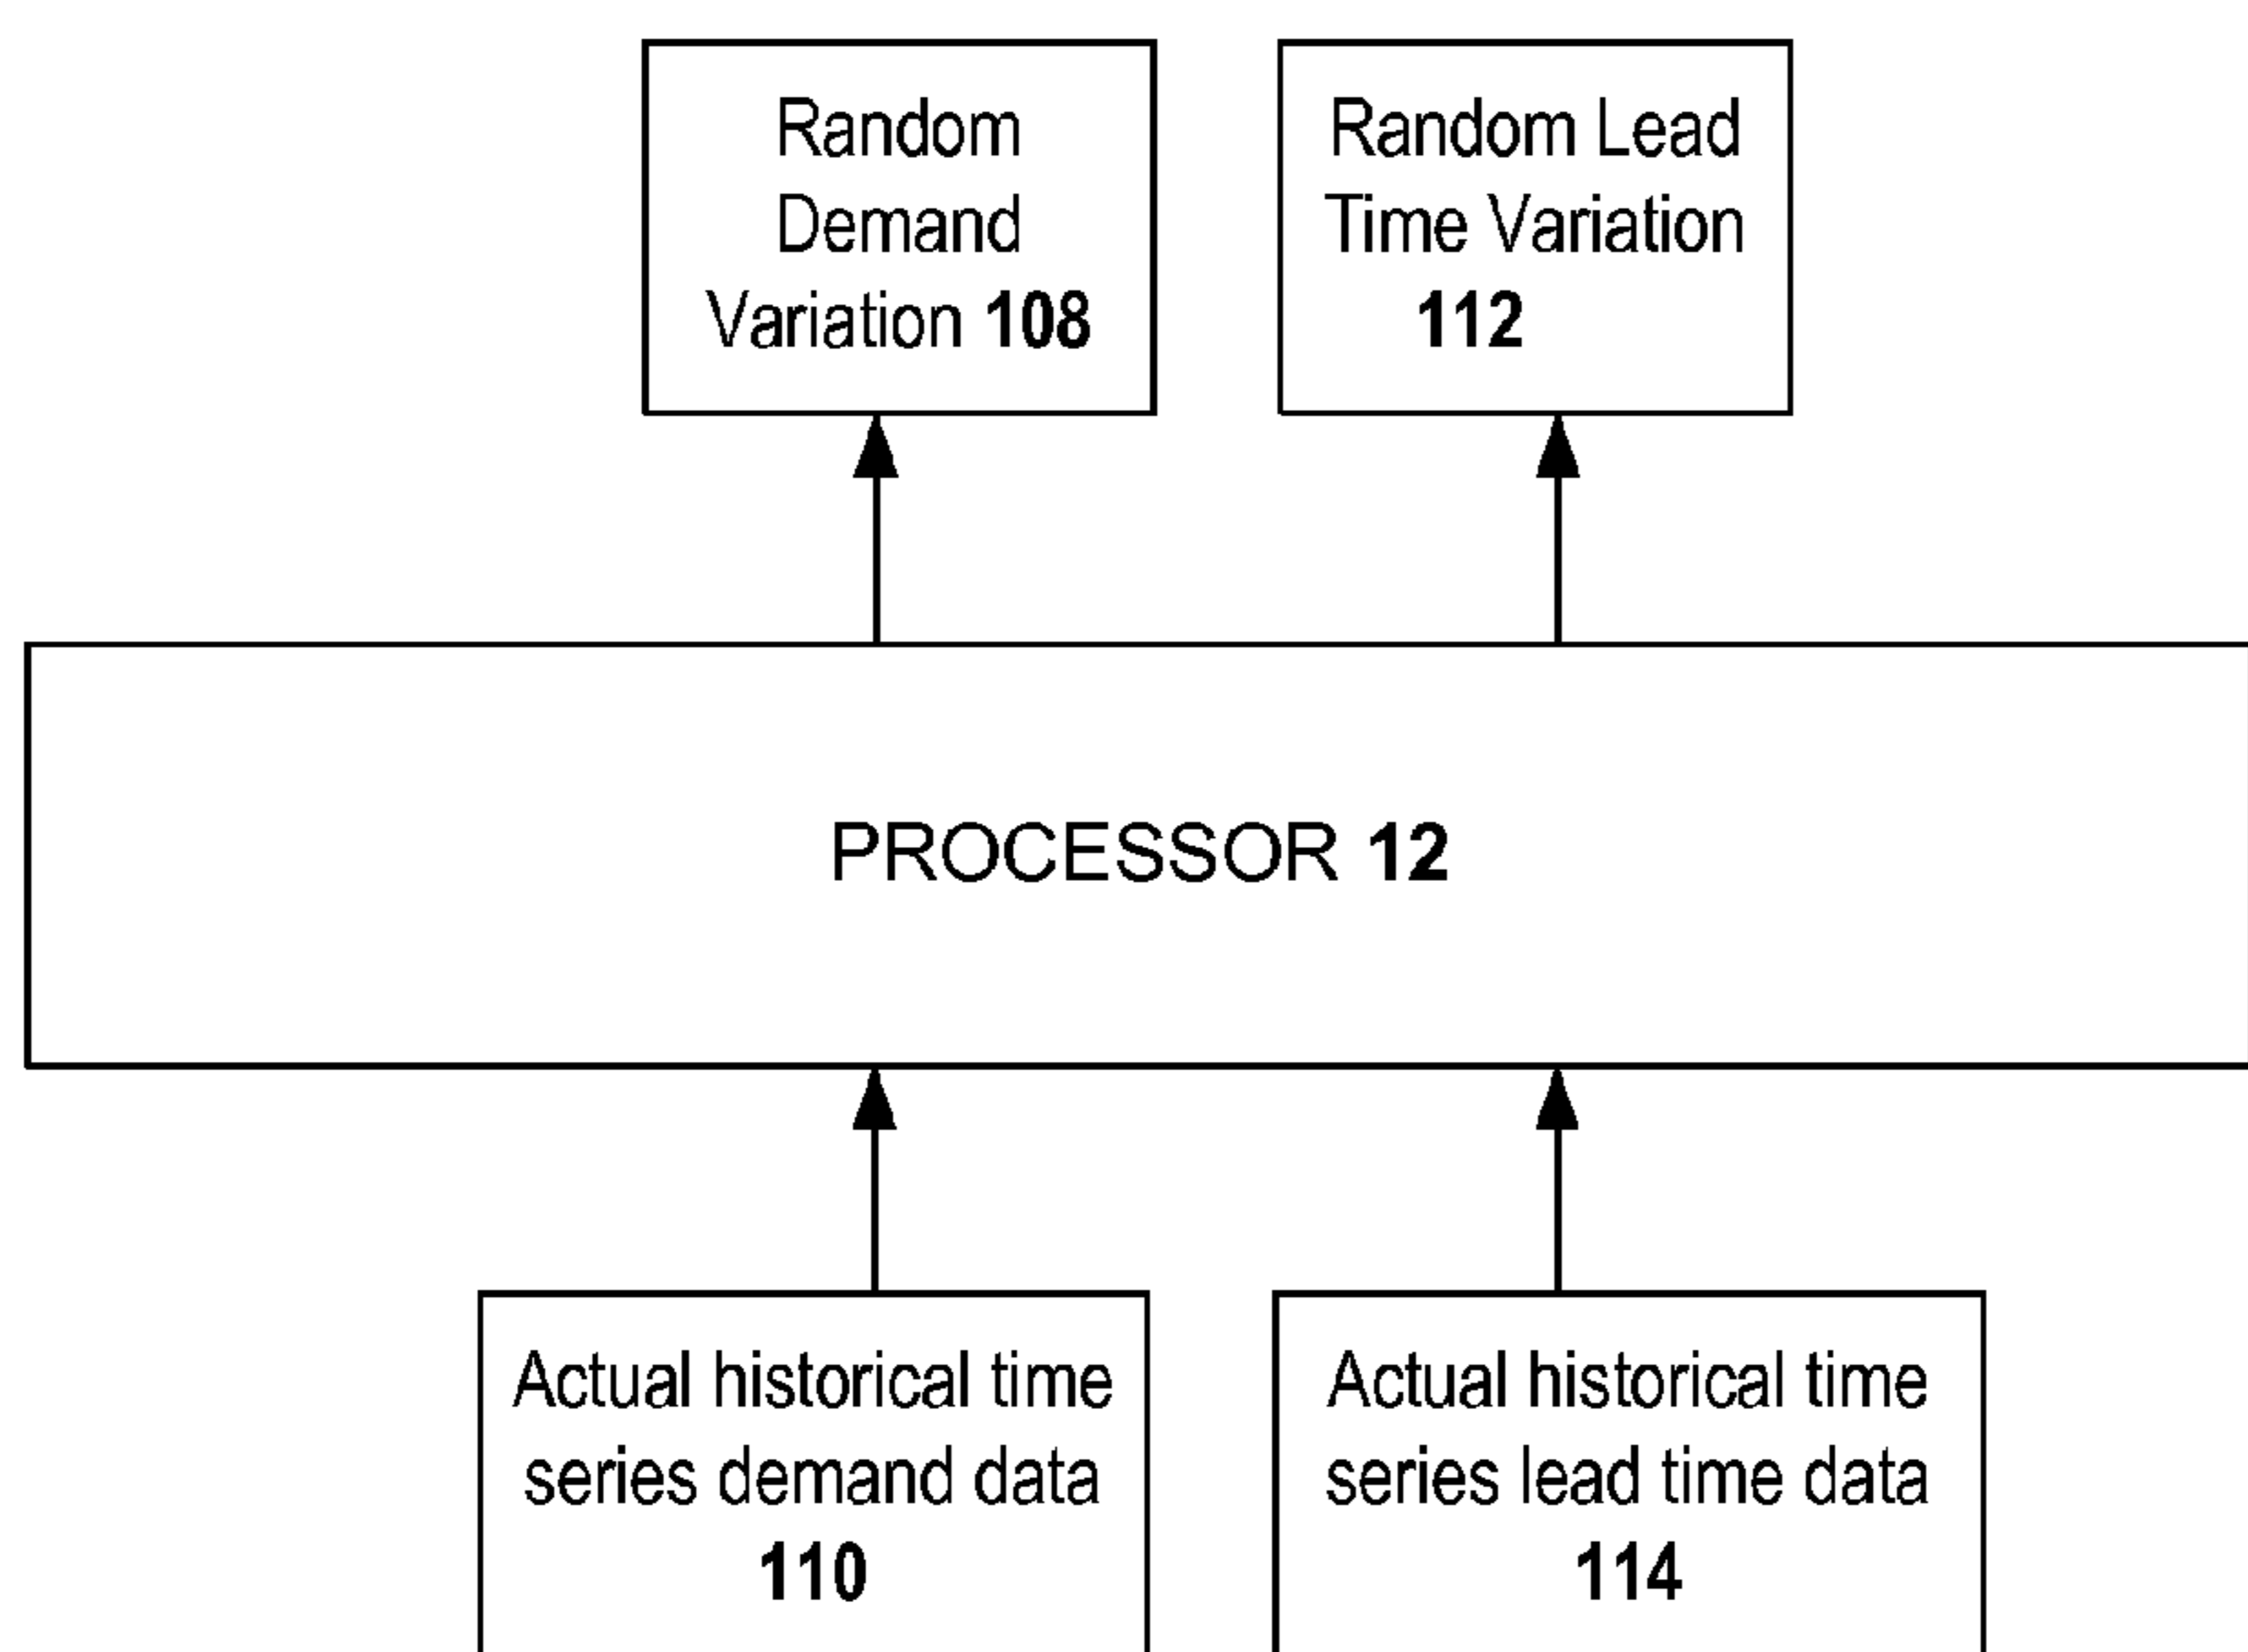 Random
Demand
Variation 108
Random Lead
Time Variation
112
PROCESSOR 12
Actual historical time
series demand data
110
Actual historical time
series lead time data
114